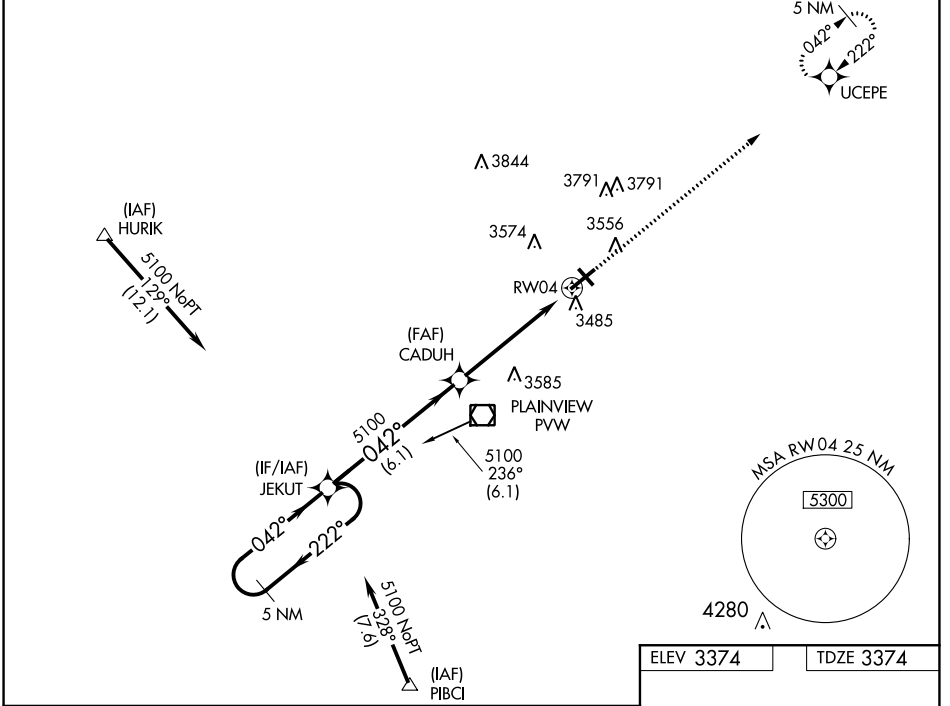 5 NM
042°
222°
UCEPE
3844
3791
3791
(IAF)
HURIK
3574
3556
5100 NoPT
129°
(12.1)
RW04
3485
(FAF)
CADUH
3585
PLAINVIEW
PVW
5100
042°
(6.1)
5100
236°
(6.1)
(IF/IAF)
JEKUT
MSA RW04 25 NM
5300
042°
222°
5 NM
5100 NoPT
328°
(7.6)
4280
(IAF)
PIBCI
ELEV 3374
TDZE 3374